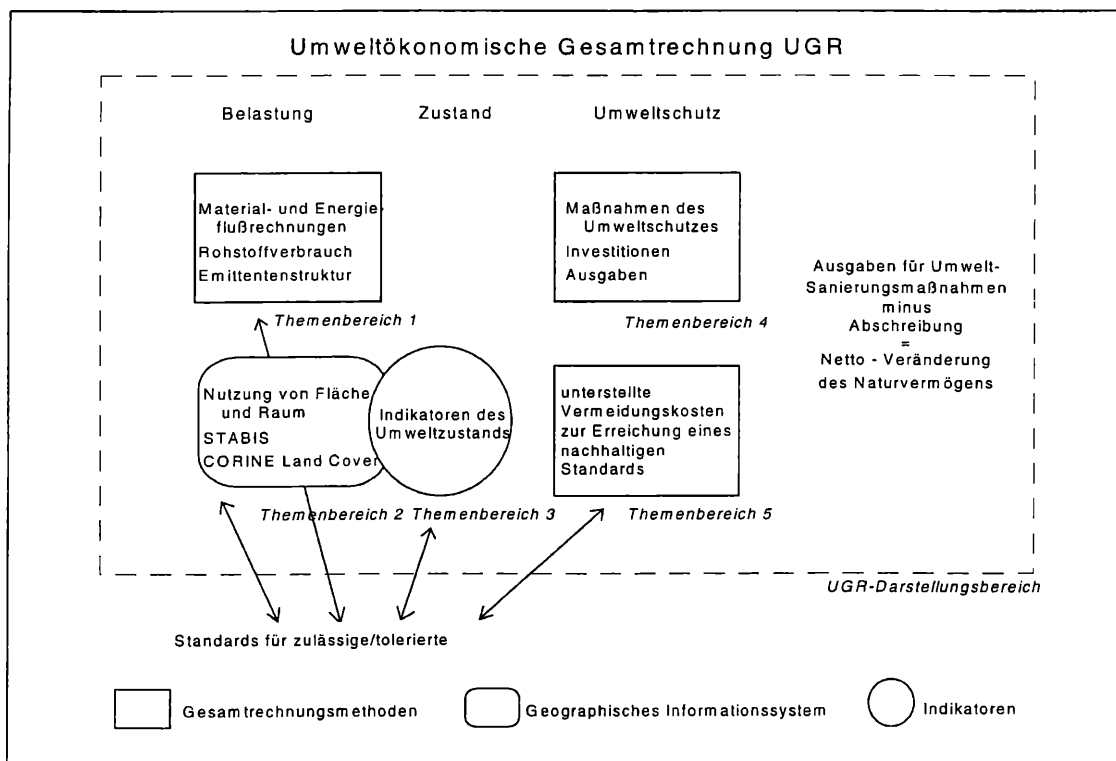 Umweltökonomische Gesamtrechnung UGR
Belastung
Zustand
Umweltschutz
Material- und Energie
flußrechnungen
Rohstoffverbrauch
Emittentenstruktur
Themenbereich 1
Maßnahmen des
Umweltschutzes
Investitionen
Ausgaben
Themenbereich 4
Ausgaben für Umwelt-
Sanierungsmaßnahmen
minus
Abschreibung
=
Netto - Veränderung
des Naturvermögens
Nutzung von Fläche
und Raum
STABIS
CORINE Land Cover
Themenbereich 2
Indikatoren des
Umweltzustands
Themenbereich 3
unterstellte
Vermeidungskosten
zur Erreichung eines
nachhaltigen
Standards
Themenbereich 5
UGR-Darstellungsbereich
Standards für zulässige/tolerierte
Gesamtrechnungsmethoden
Geographisches Informationssystem
Indikatoren